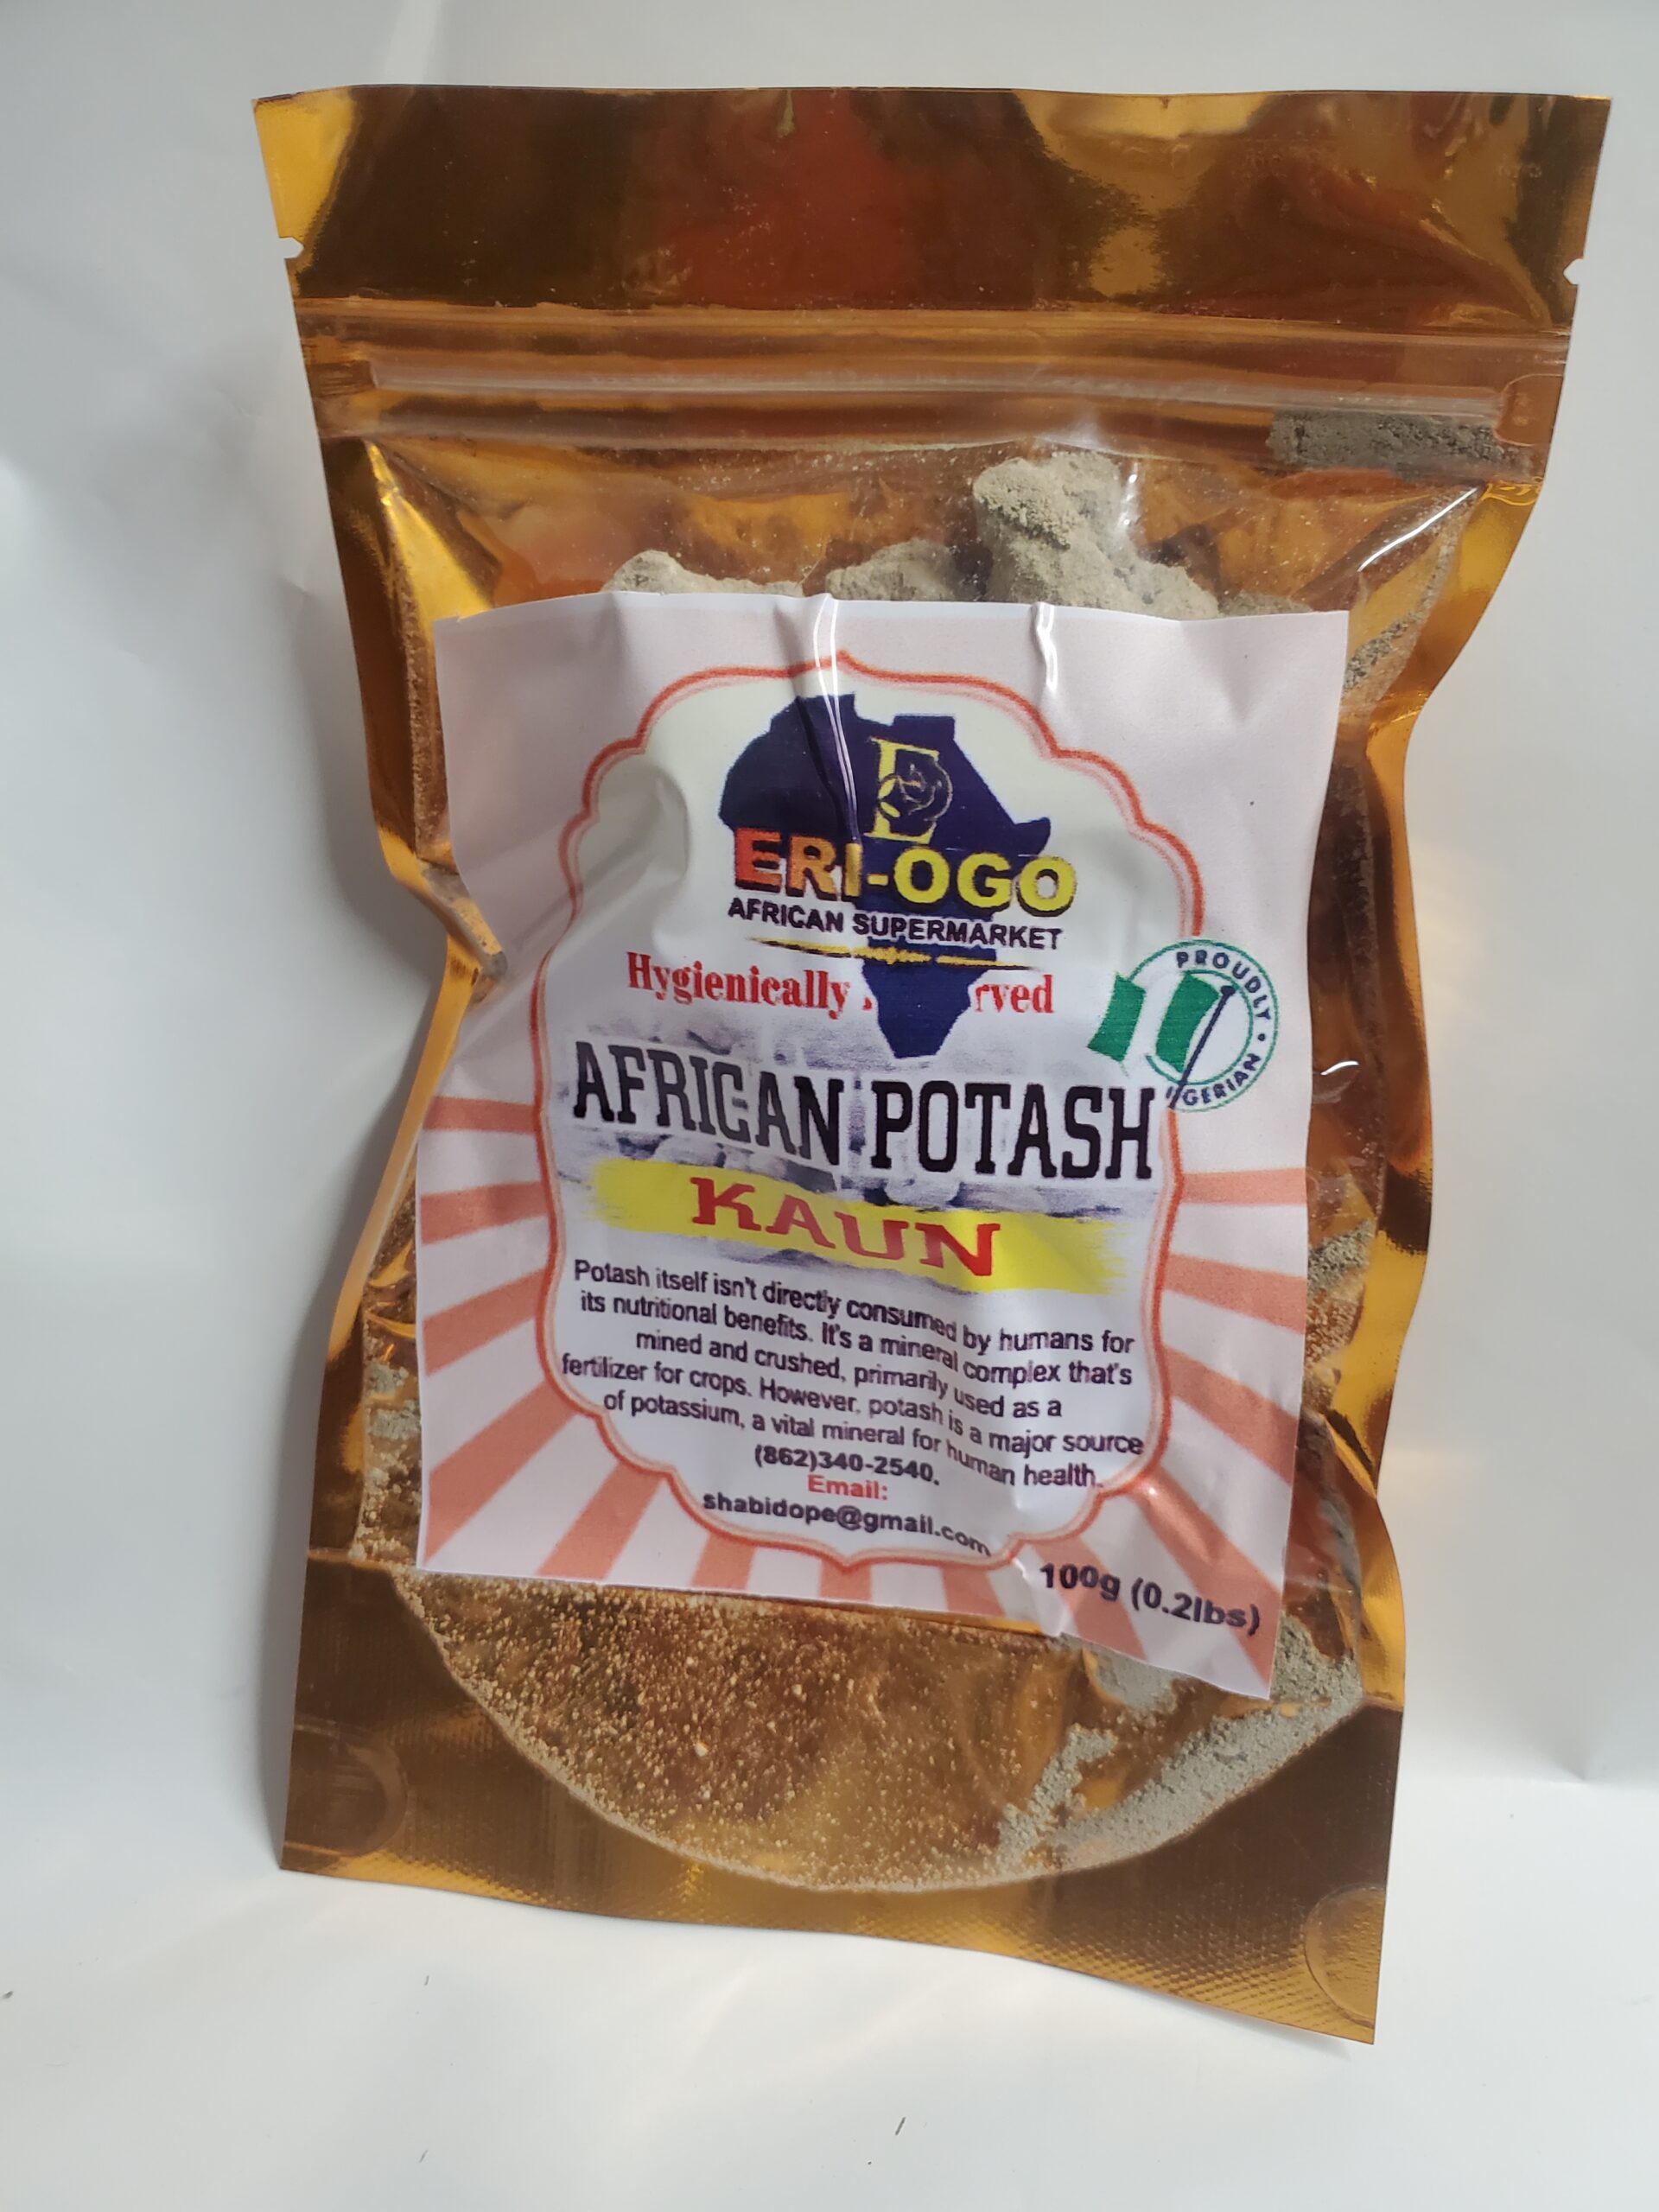 E
ERI-OGO
AFRICAN SUPERMARKET
Hygienically
PROUDLY
AFRICAN POTASH
KAUN
Potash itself isn't directly consumed by humans for
its nutritional benefits. It's a mineral complex that's
mined and crushed, primarily used as a
fertilizer for crops. However, potash is a major source
of potassium, a vital mineral for human health.
(862)340-2540.
Email:
shabidope@gmail.com
100g (0.2lbs)